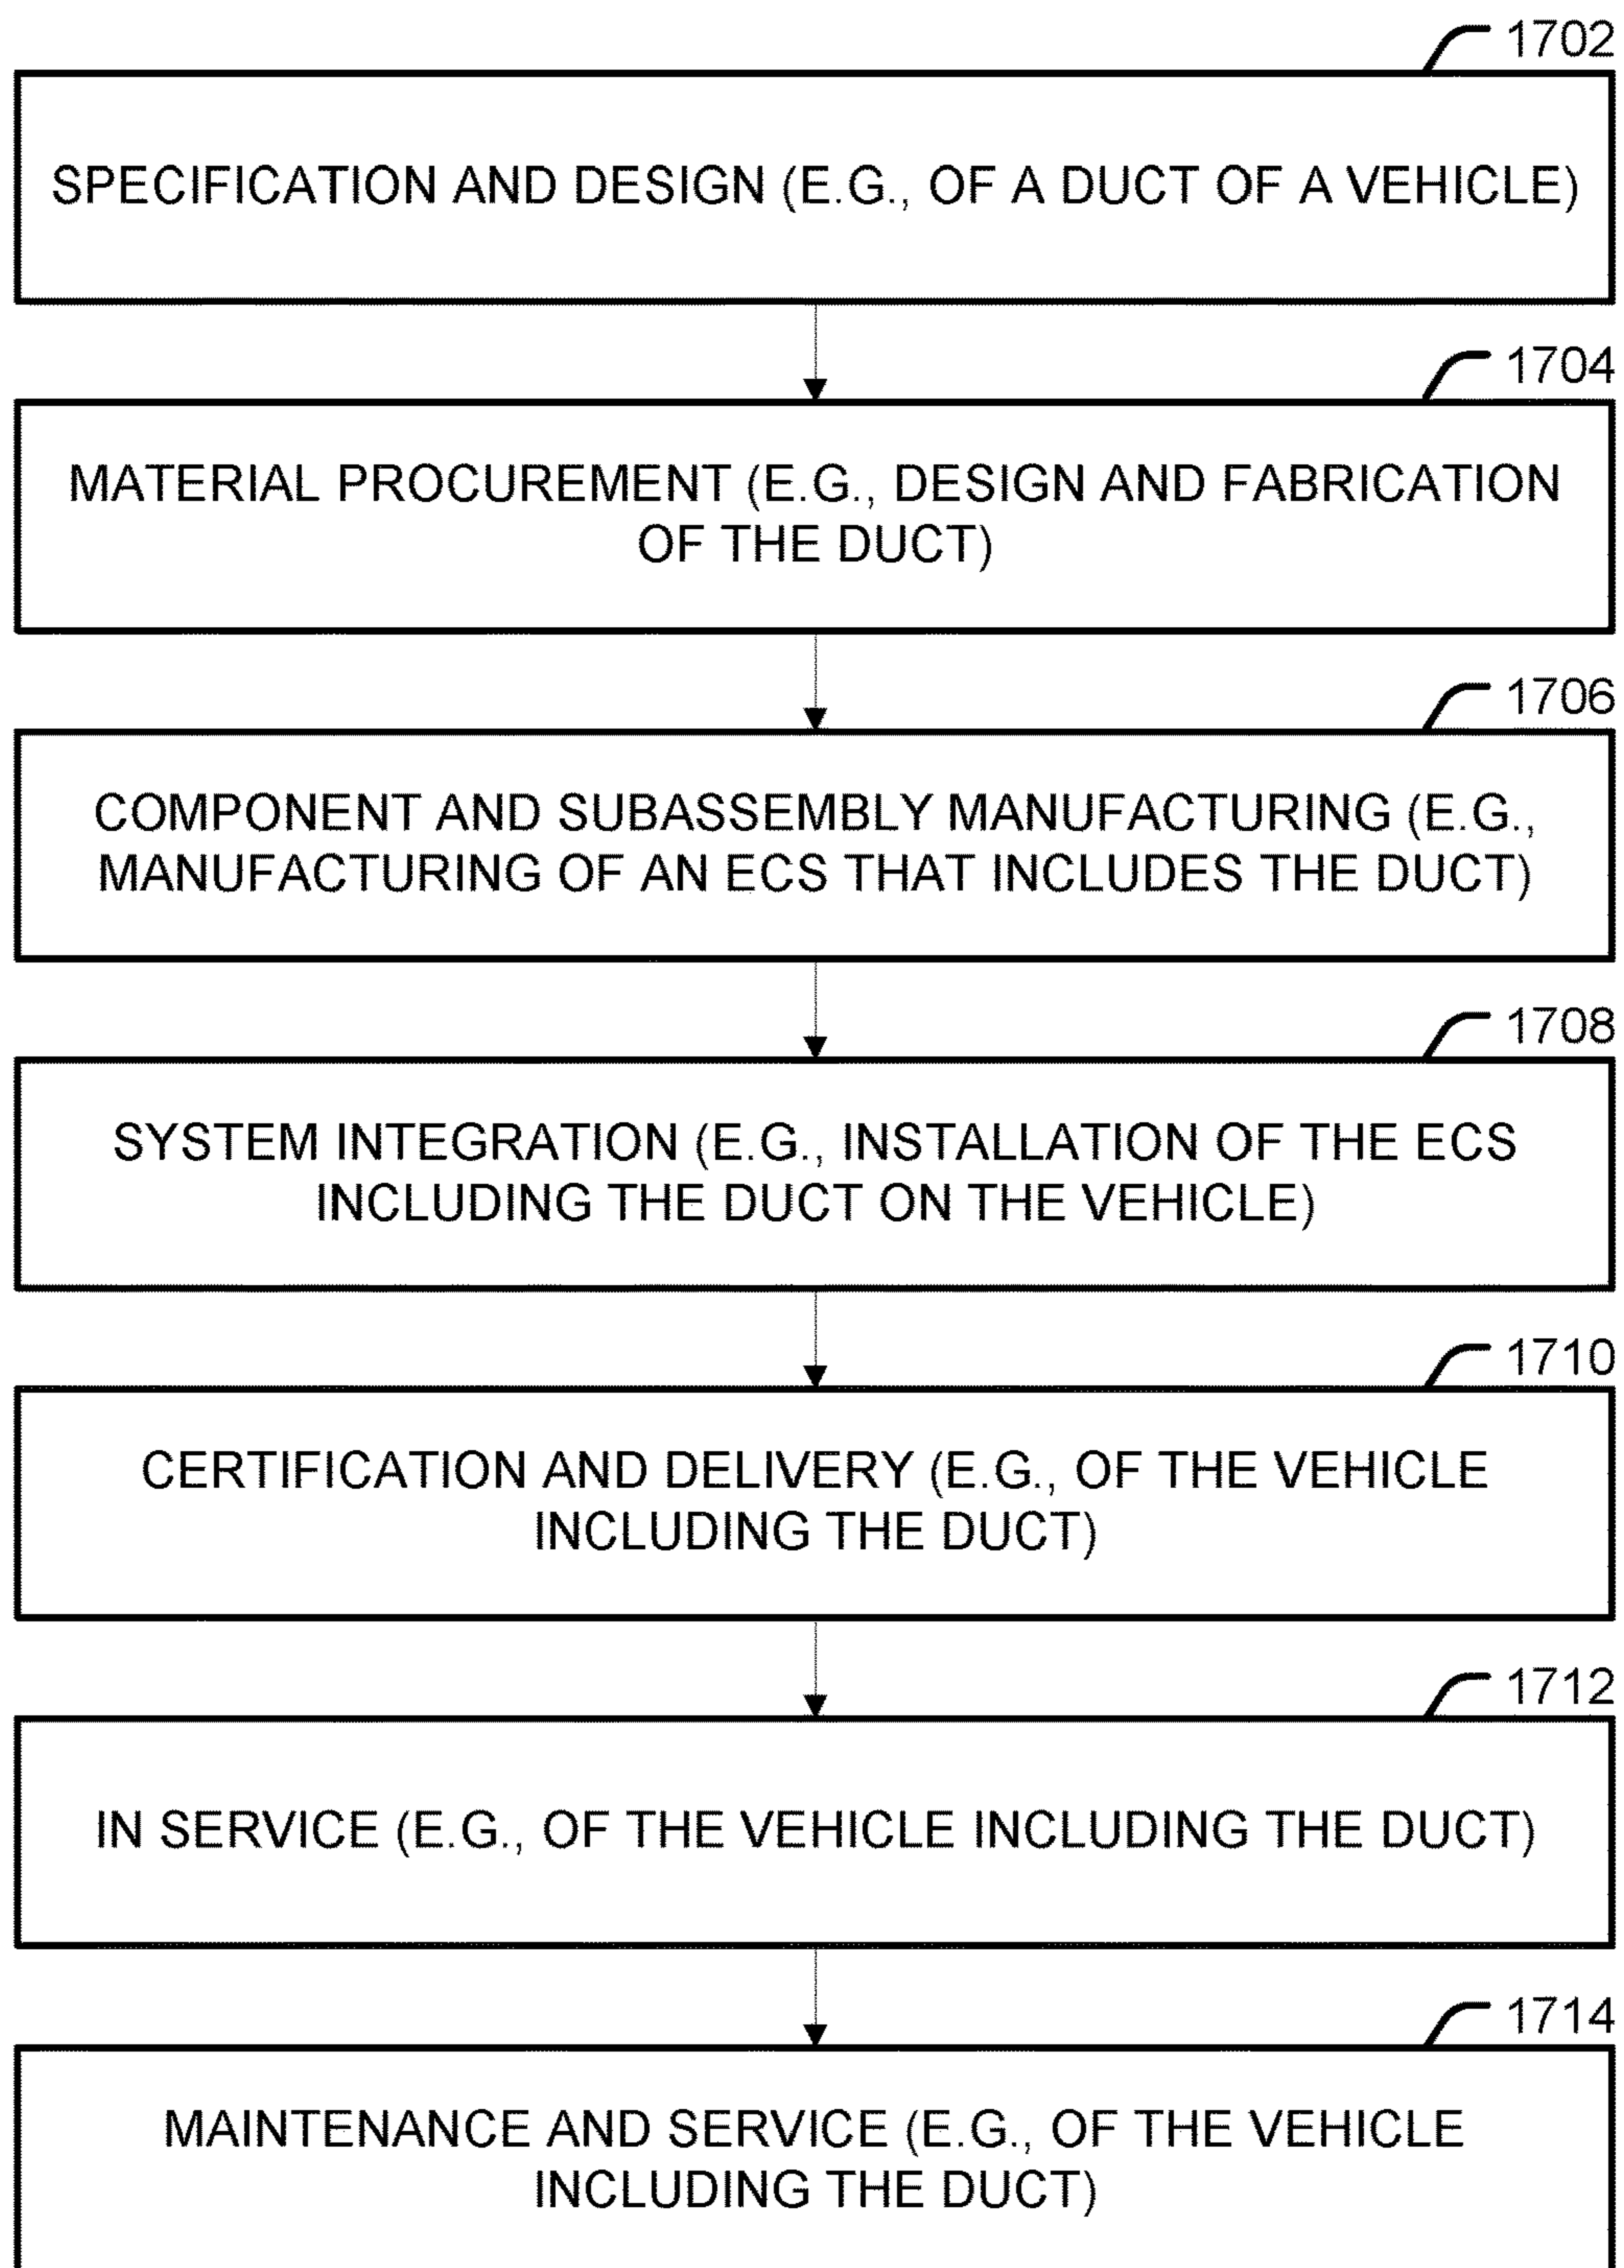 1702
SPECIFICATION AND DESIGN (E.G., OF A DUCT OF A VEHICLE)
1704
MATERIAL PROCUREMENT (E.G., DESIGN AND FABRICATION
OF THE DUCT)
1706
COMPONENT AND SUBASSEMBLY MANUFACTURING (E.G.,
MANUFACTURING OF AN ECS THAT INCLUDES THE DUCT)
1708
SYSTEM INTEGRATION (E.G., INSTALLATION OF THE ECS
INCLUDING THE DUCT ON THE VEHICLE)
1710
CERTIFICATION AND DELIVERY (E.G., OF THE VEHICLE
INCLUDING THE DUCT)
1712
IN SERVICE (E.G., OF THE VEHICLE INCLUDING THE DUCT)
1714
MAINTENANCE AND SERVICE (E.G., OF THE VEHICLE
INCLUDING THE DUCT)